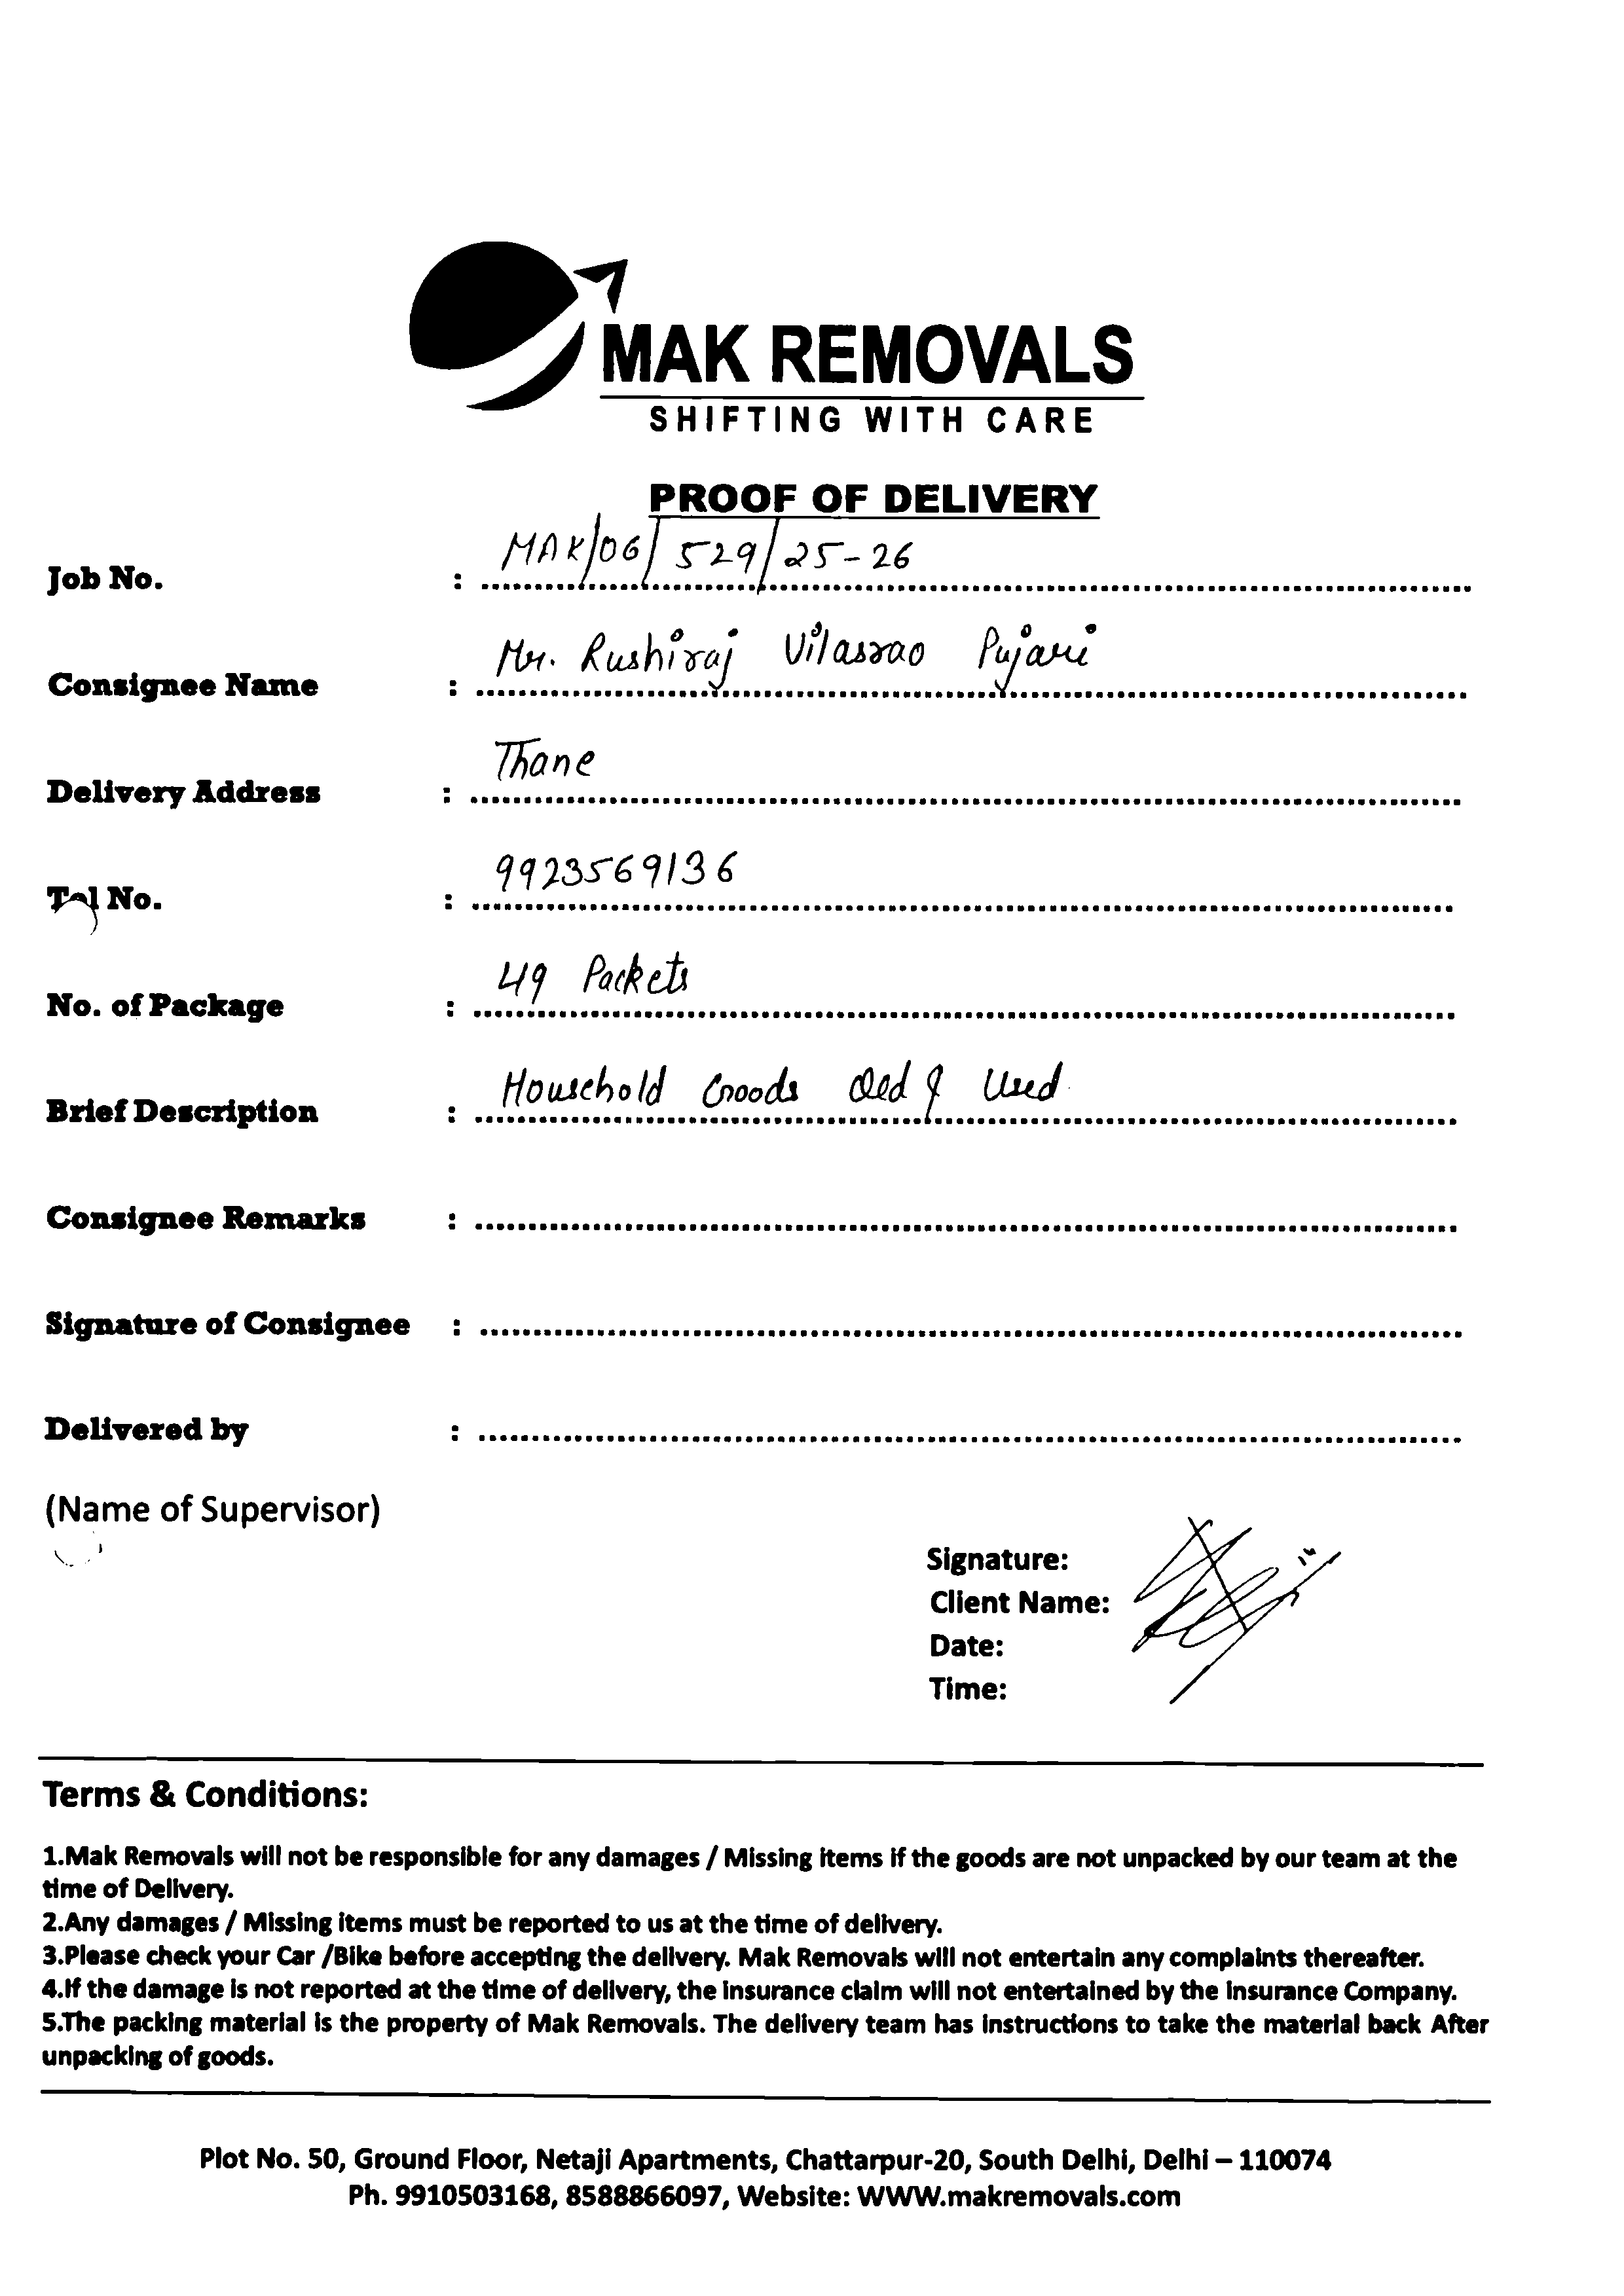 MAK REMOVALS
SHIFTING WITH CARE
PROOF OF DELIVERY
Job No. : MAK/06/529/25-26
Consignee Name : Mr. Rushiraj Vilasrao Pujari
Delivery Address : Thane
Tel No. : 9923569136
No. of Package : 49 Packets
Brief Description : Household Goods Old & Used
Consignee Remarks :
Signature of Consignee :
Delivered by :
(Name of Supervisor)
Signature:
Client Name:
Date:
Time:
Terms & Conditions:
1.Mak Removals will not be responsible for any damages / Missing items if the goods are not unpacked by our team at the
time of Delivery.
2.Any damages / Missing items must be reported to us at the time of delivery.
3.Please check your Car /Bike before accepting the delivery. Mak Removals will not entertain any complaints thereafter.
4.If the damage is not reported at the time of delivery, the insurance claim will not entertained by the Insurance Company.
5.The packing material is the property of Mak Removals. The delivery team has instructions to take the material back After
unpacking of goods.
Plot No. 50, Ground Floor, Netaji Apartments, Chattarpur-20, South Delhi, Delhi – 110074
Ph. 9910503168, 8588866097, Website: WWW.makremovals.com